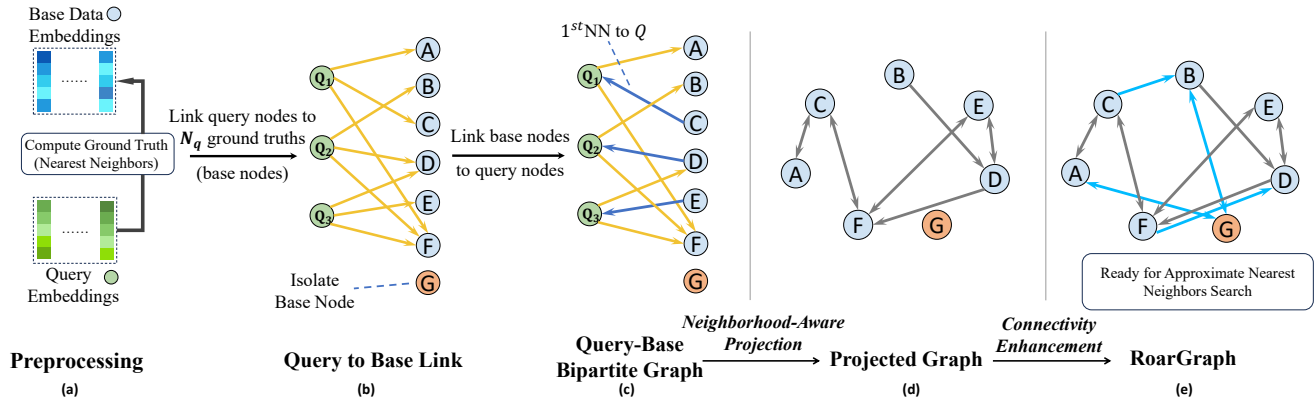 Base Data
Embeddings
......
Compute Ground Truth
(Nearest Neighbors)
......
Query
Embeddings
Preprocessing
(a)
Link query nodes to
N_q ground truths
(base nodes)
Q1
Q2
Q3
A
B
C
D
E
F
G
Isolate
Base Node
Query to Base Link
(b)
Link base nodes
to query nodes
1st NN to Q
Q1
Q2
Q3
A
B
C
D
E
F
G
Query-Base
Bipartite Graph
(c)
Neighborhood-Aware
Projection
B
C
E
A
D
F
G
Projected Graph
(d)
Connectivity
Enhancement
B
C
E
A
D
F
G
Ready for Approximate Nearest
Neighbors Search
RoarGraph
(e)